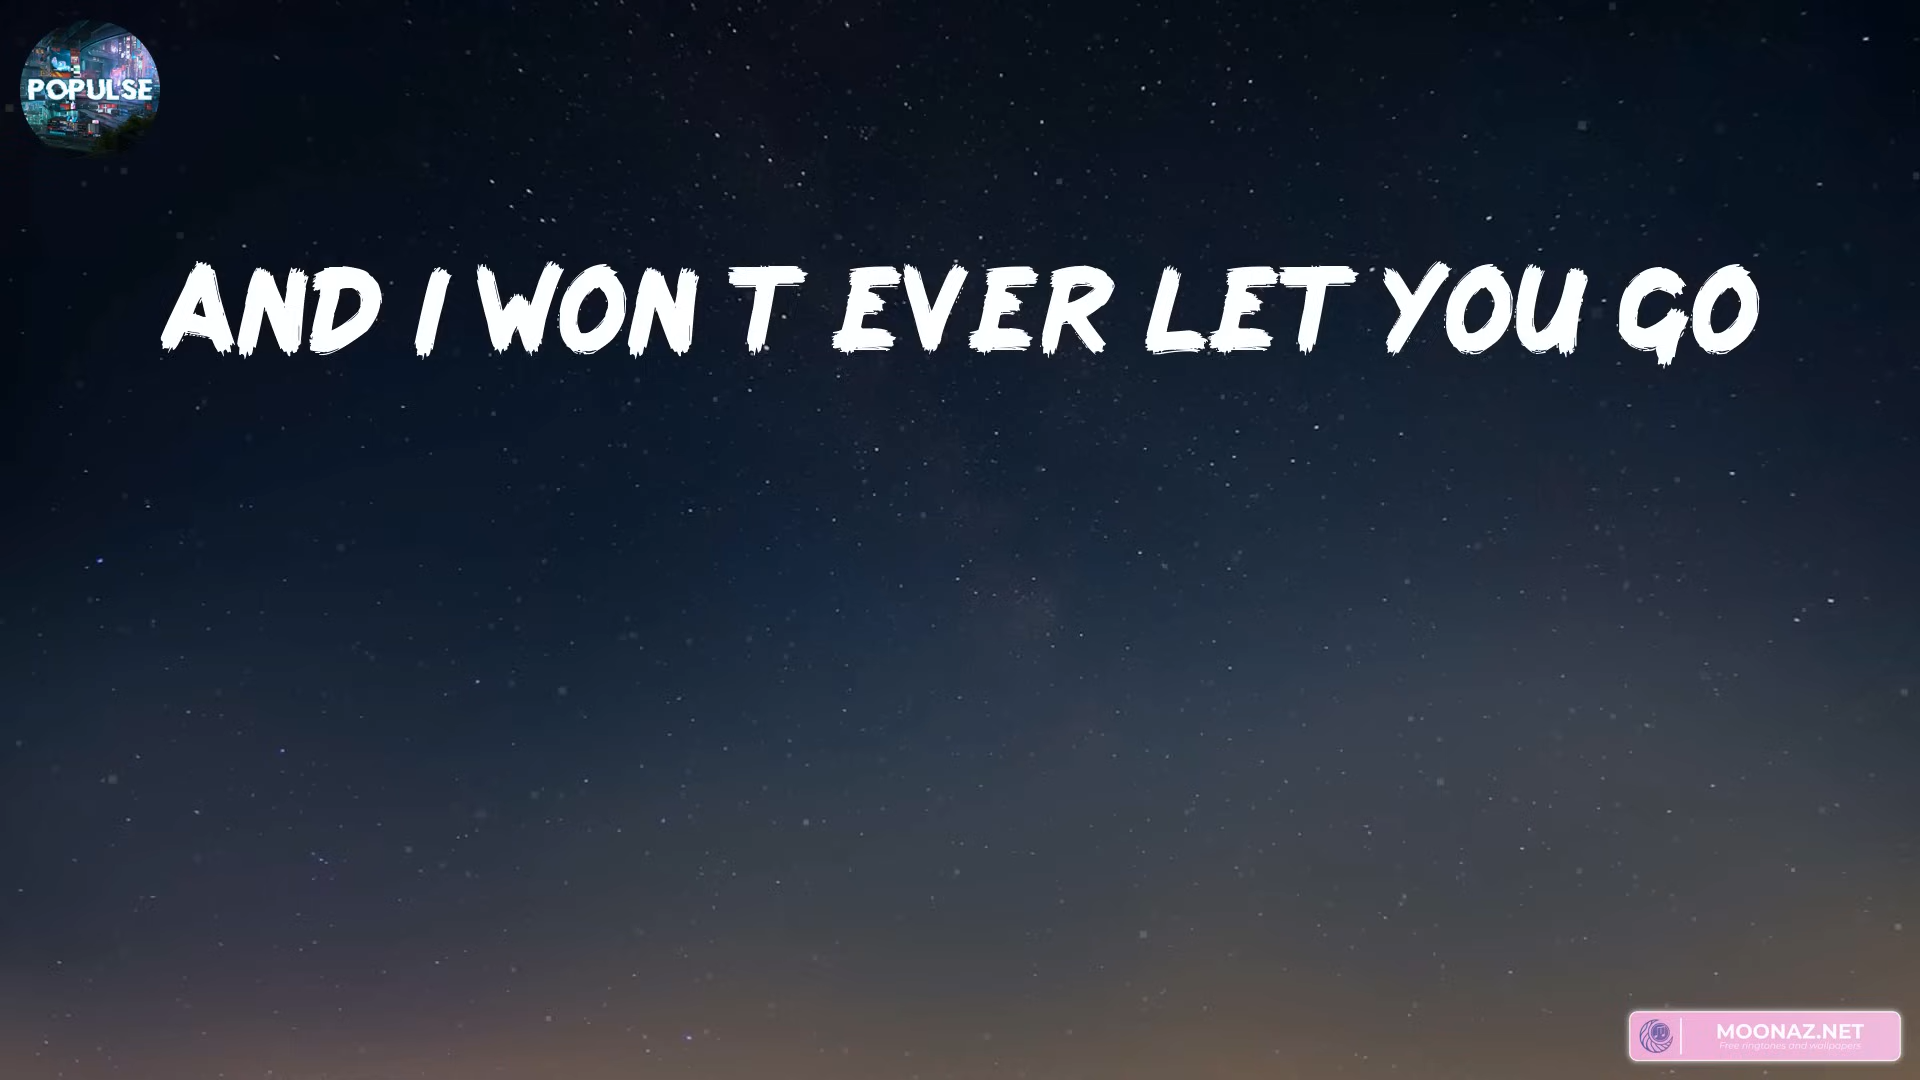 POPULSE
AND I WON T EVER LET YOU GO
MOONAZ.NET
Free ringtones and wallpapers